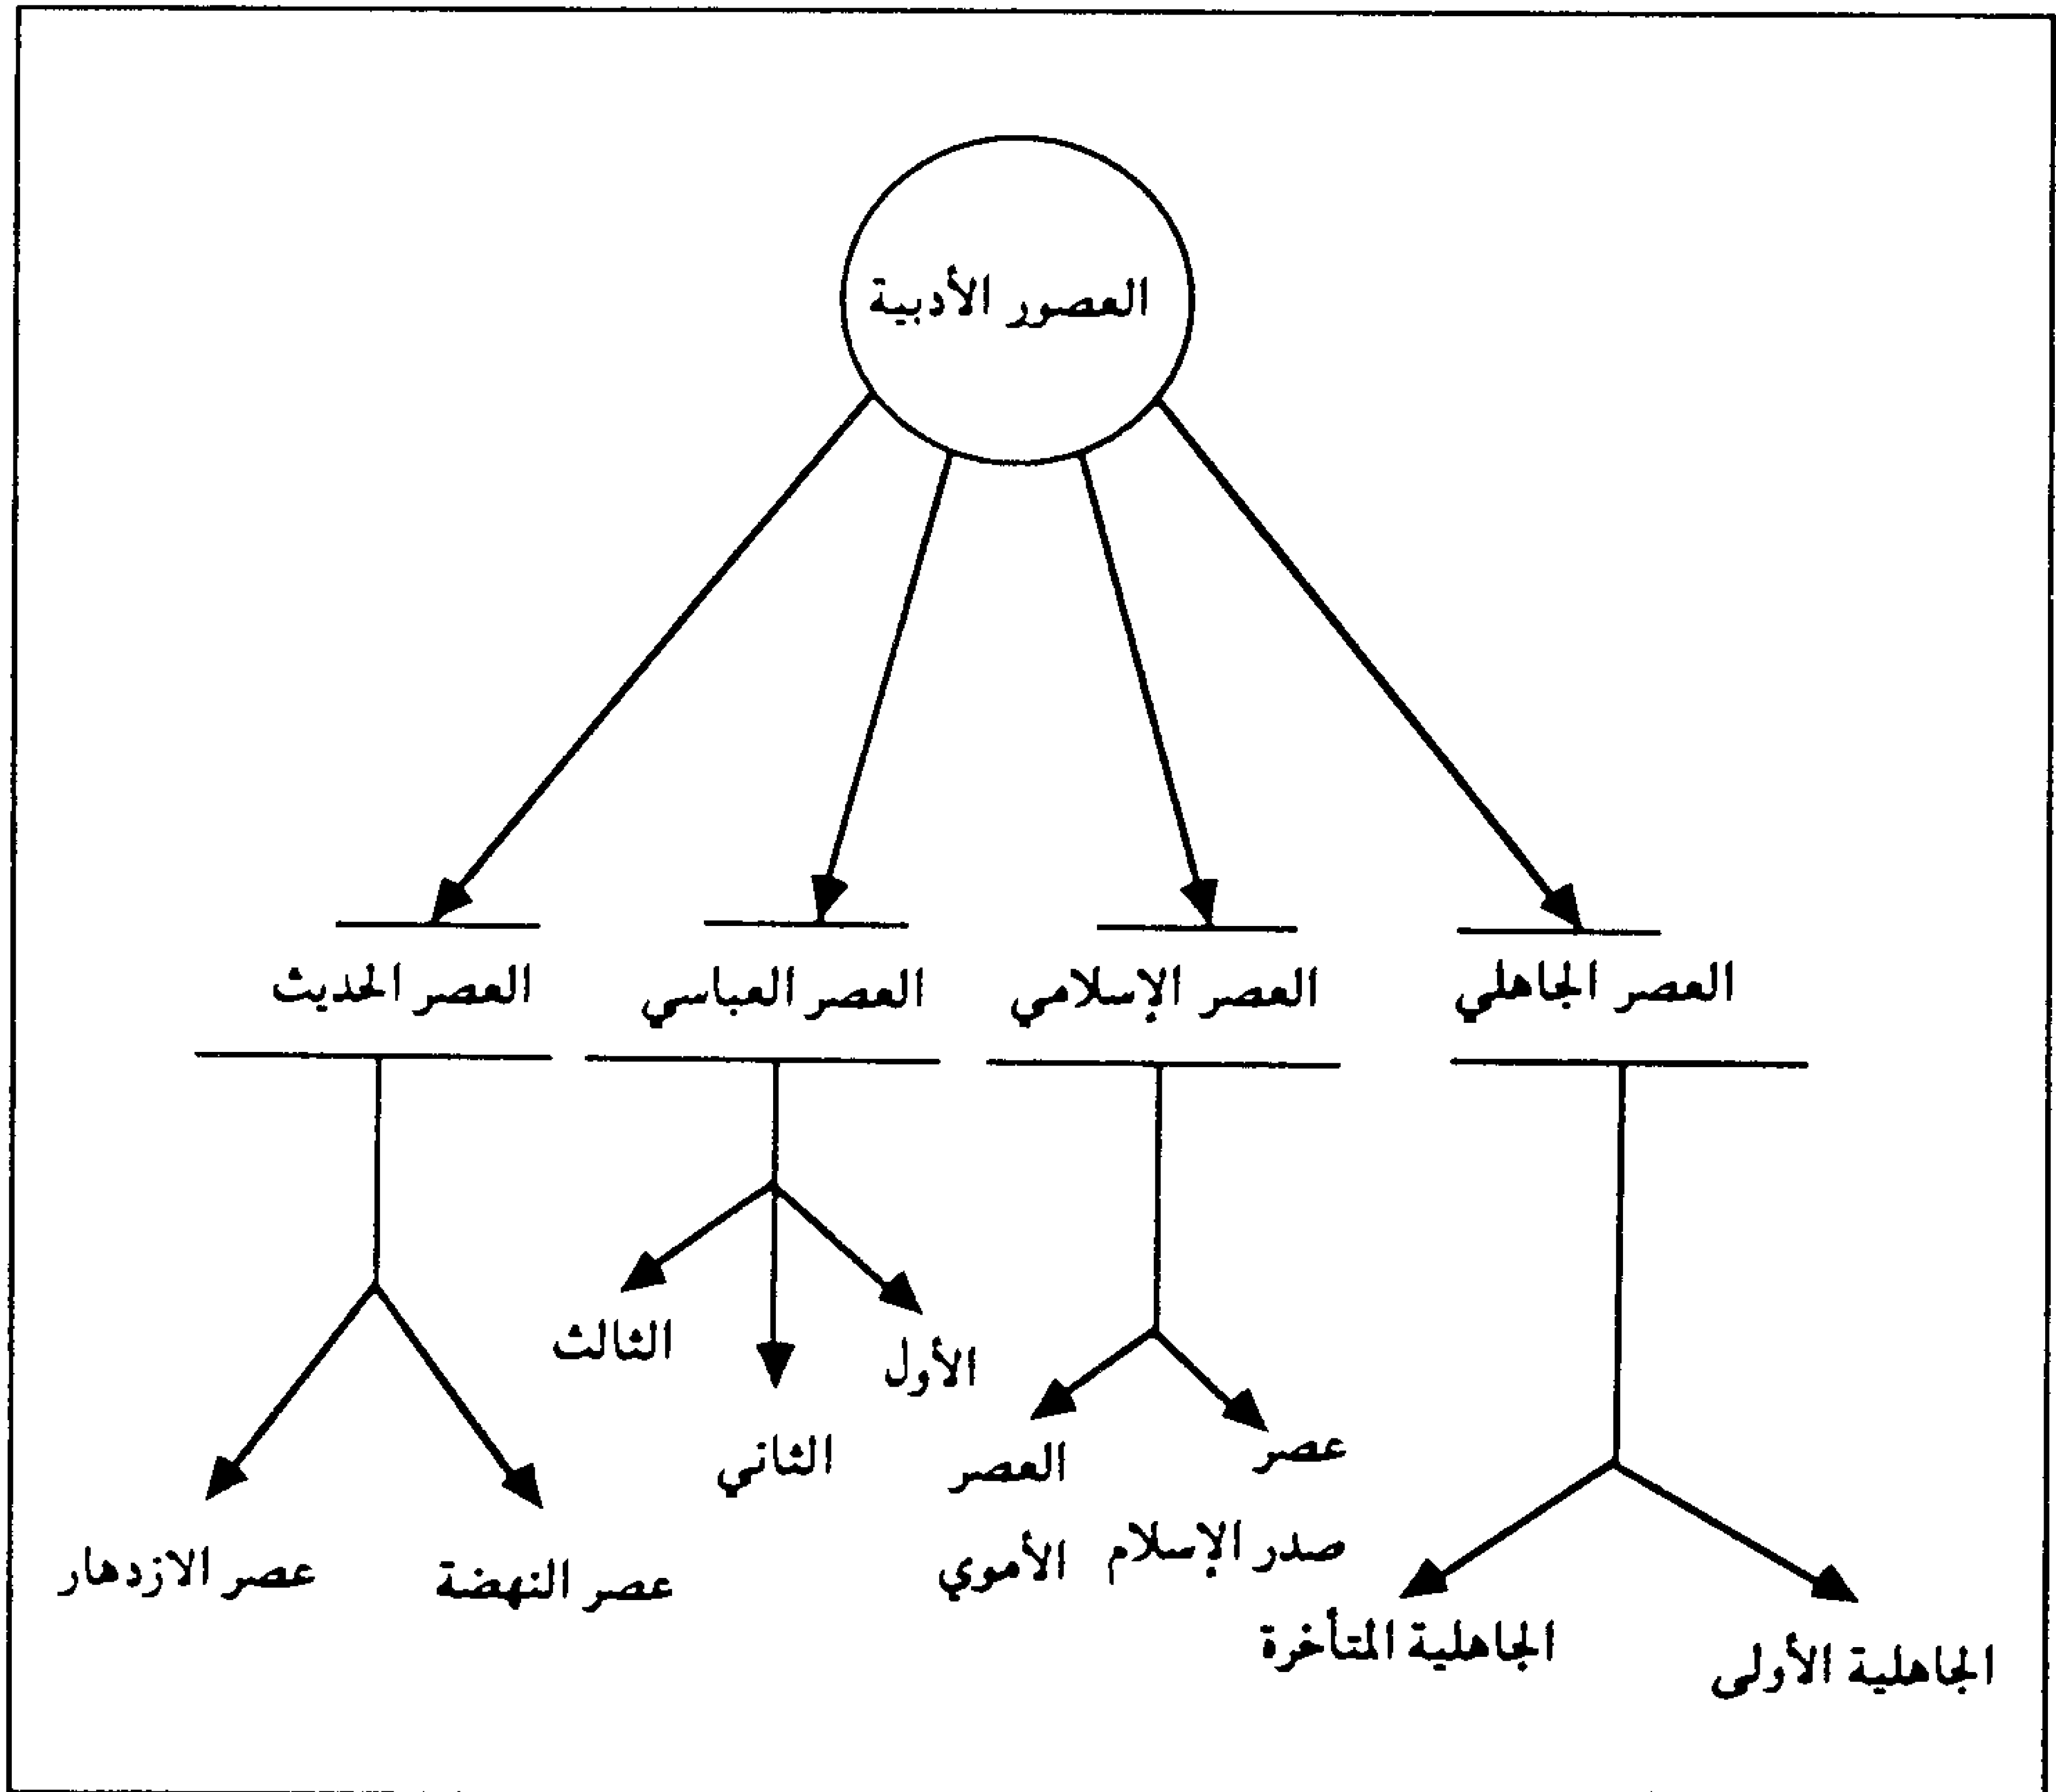 العصور الأدبية
العصر الجاهلي
العصر الإسلامي
العصر العباسي
العصر الحديث
الجاهلية الأولى
الجاهلية المتأخرة
عصر
صدر الإسلام
العصر
الأموي
الأول
الثاني
الثالث
عصر النهضة
عصر الازدهار